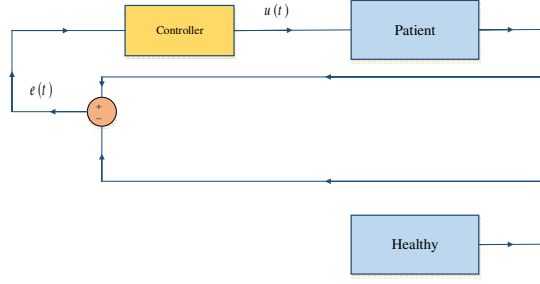 u(t)
Controller
Patient
e(t)
+
−
Healthy